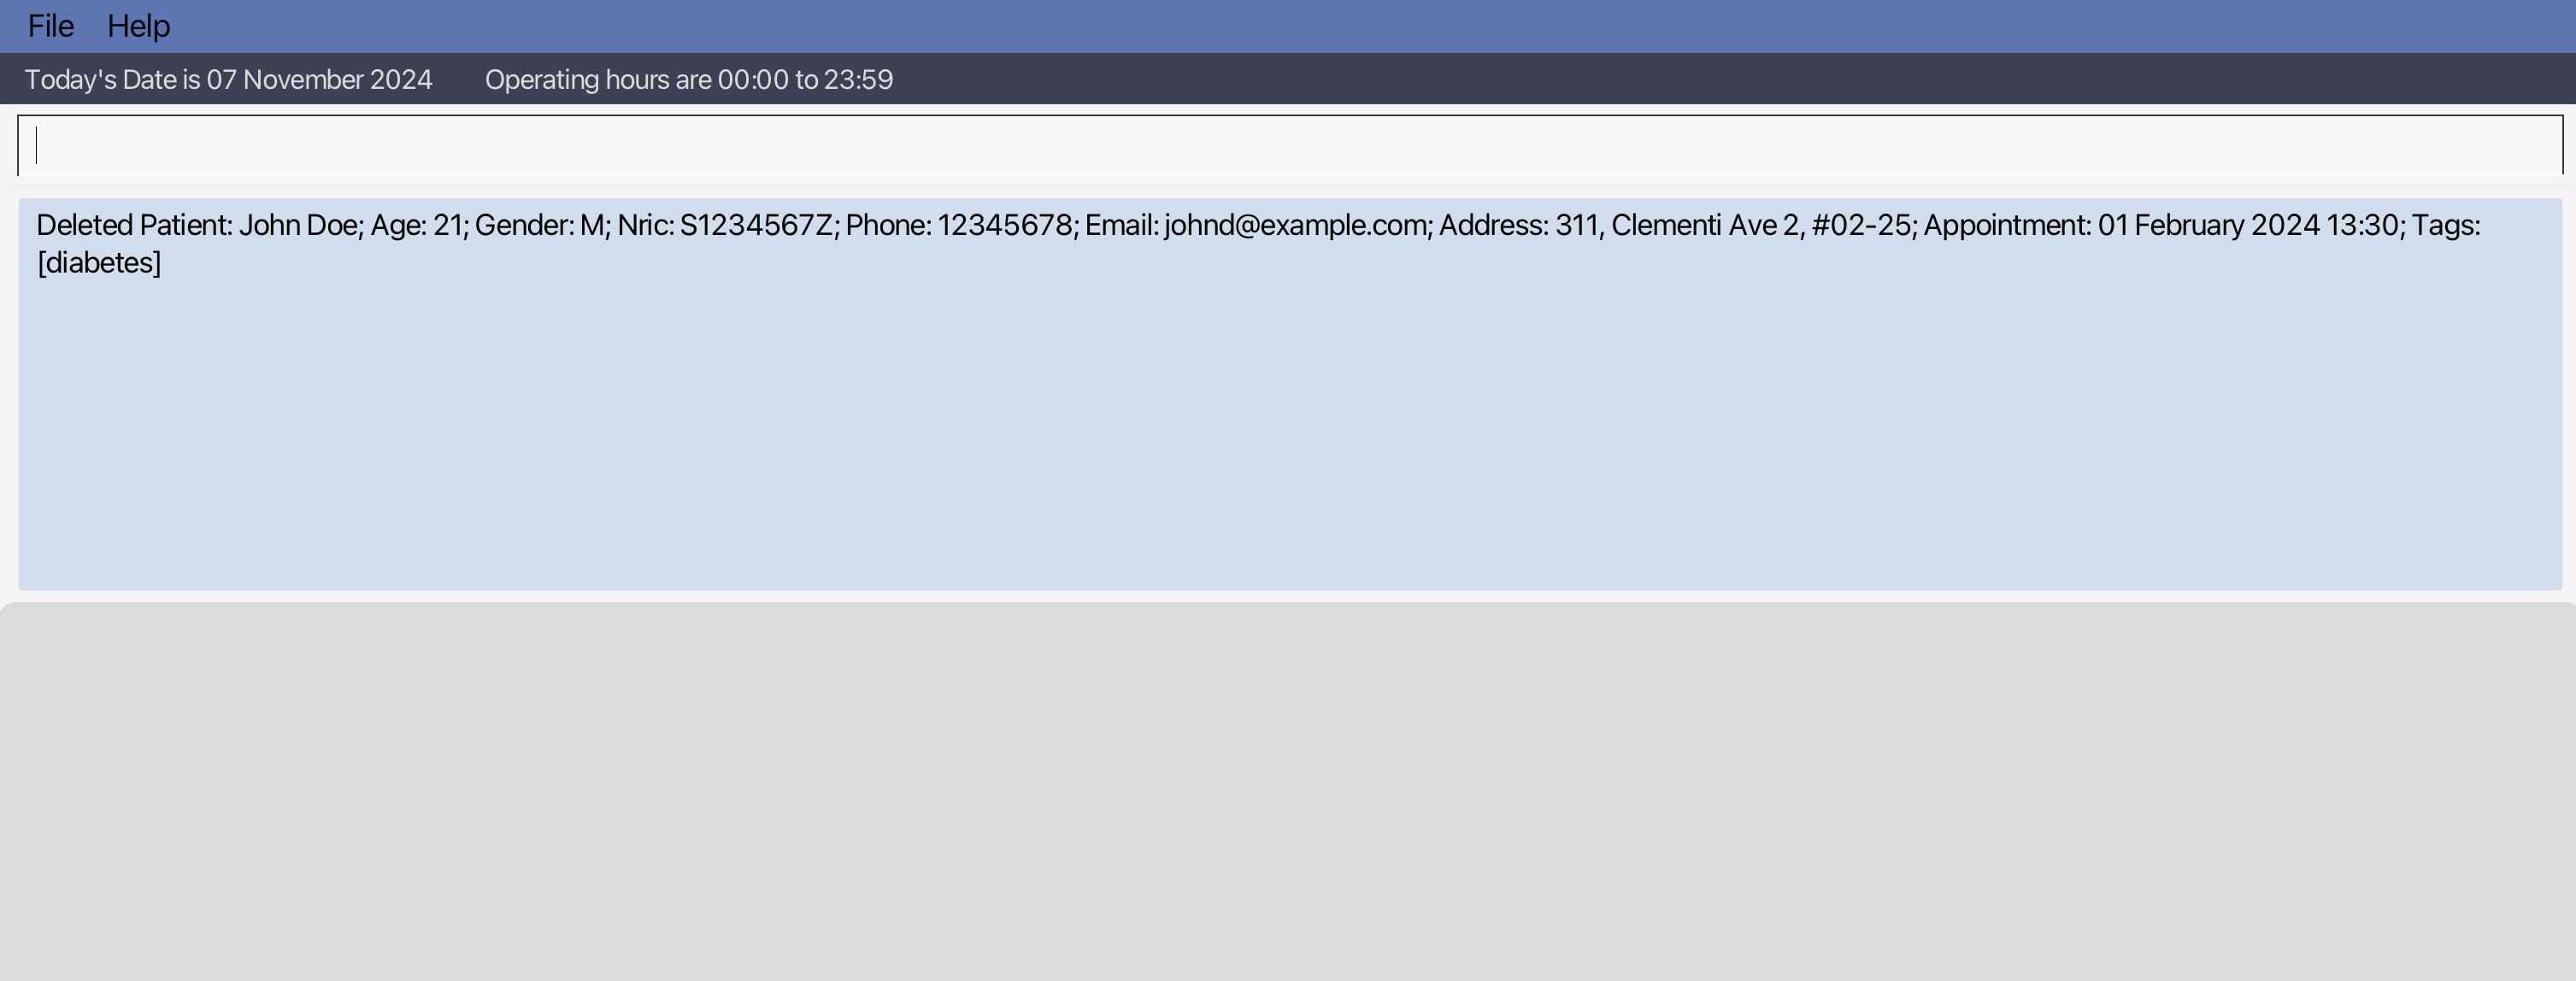 File Help
Today's Date is 07 November 2024 Operating hours are 00:00 to 23:59
Deleted Patient: John Doe; Age: 21; Gender: M; Nric: S1234567Z; Phone: 12345678; Email: johnd@example.com; Address: 311, Clementi Ave 2, #02-25; Appointment: 01 February 2024 13:30; Tags:
[diabetes]